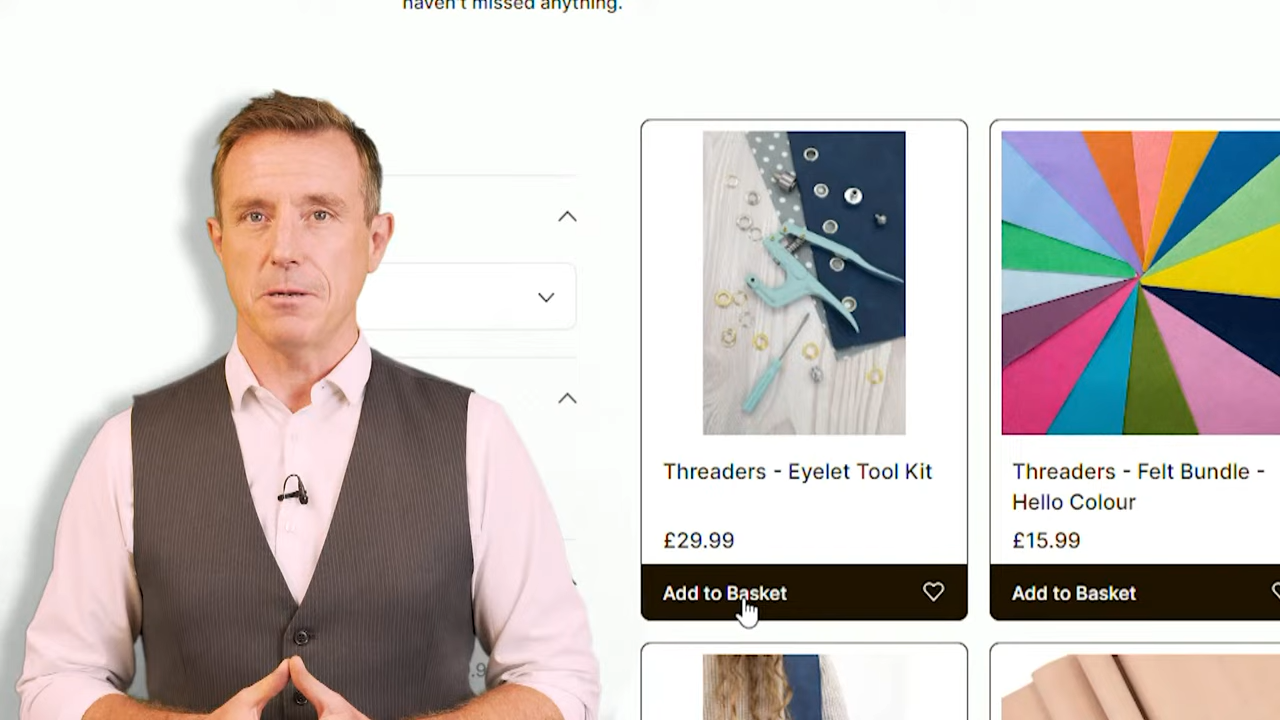 haven't missed anything.
Threaders - Eyelet Tool Kit
£29.99
Add to Basket
Threaders - Felt Bundle -
Hello Colour
£15.99
Add to Basket